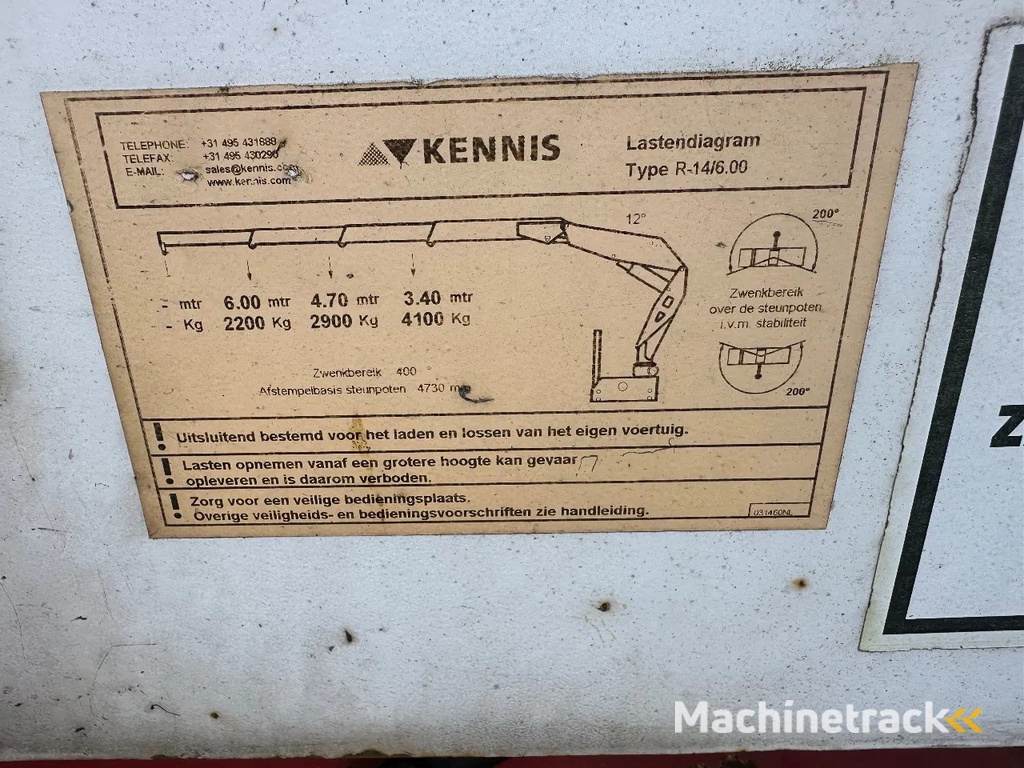 TELEPHONE: +31 495 431888
TELEFAX: +31 495 430290
E-MAIL: sales@kennis.com
www.kennis.com
KENNIS
Lastendiagram
Type R-14/6.00
12°
200°
- mtr 6.00 mtr 4.70 mtr 3.40 mtr
- Kg 2200 Kg 2900 Kg 4100 Kg
Zwenkbereik
over de steunpoten
i.v.m. stabiliteit
200°
Zwenkbereik 400 °
Afstempelbasis steunpoten 4730 mm
! Uitsluitend bestemd voor het laden en lossen van het eigen voertuig.
! Lasten opnemen vanaf een grotere hoogte kan gevaar
opleveren en is daarom verboden.
! Zorg voor een veilige bedieningsplaats.
Overige veiligheids- en bedieningsvoorschriften zie handleiding.
031460NL
Z
Machinetrack